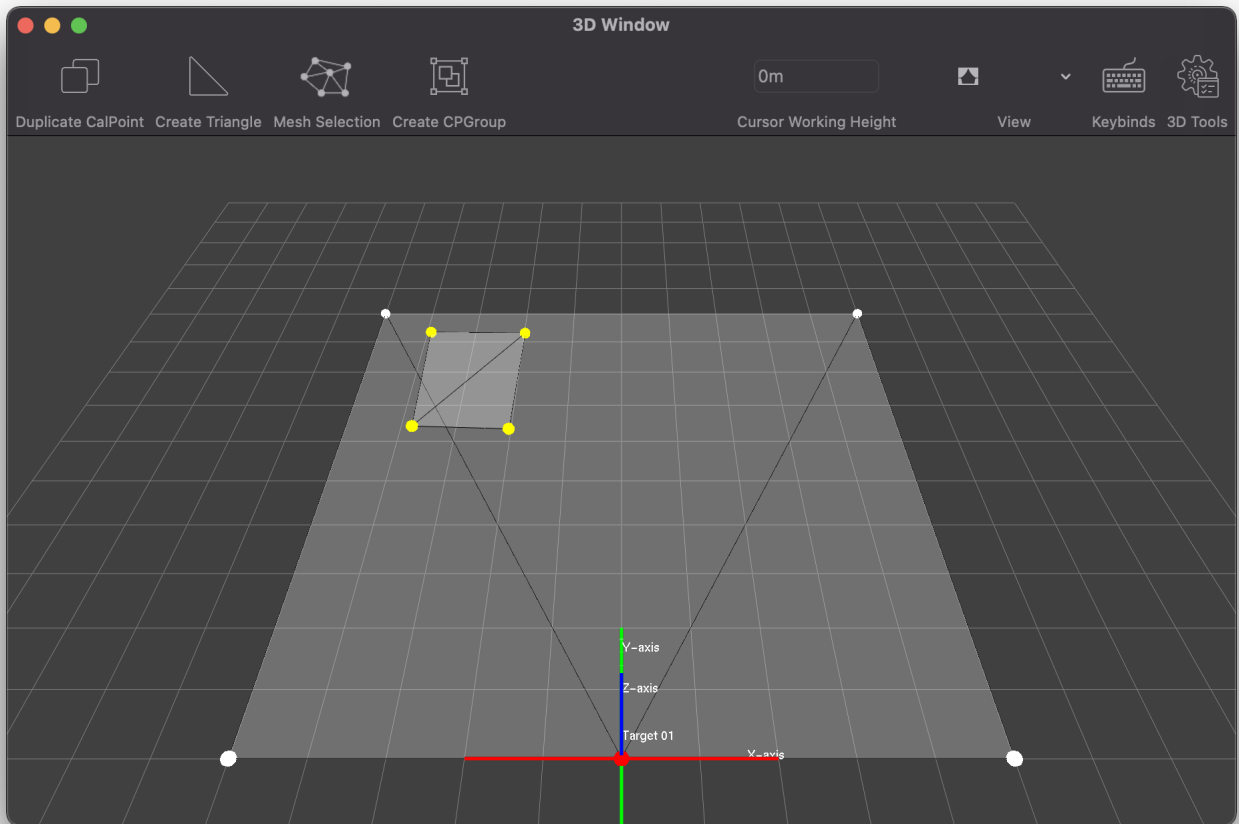 3D Window
0m
Duplicate CalPoint
Create Triangle
Mesh Selection
Create CPGroup
Cursor Working Height
View
Keybinds
3D Tools
Y-axis
Z-axis
Target 01
X-axis